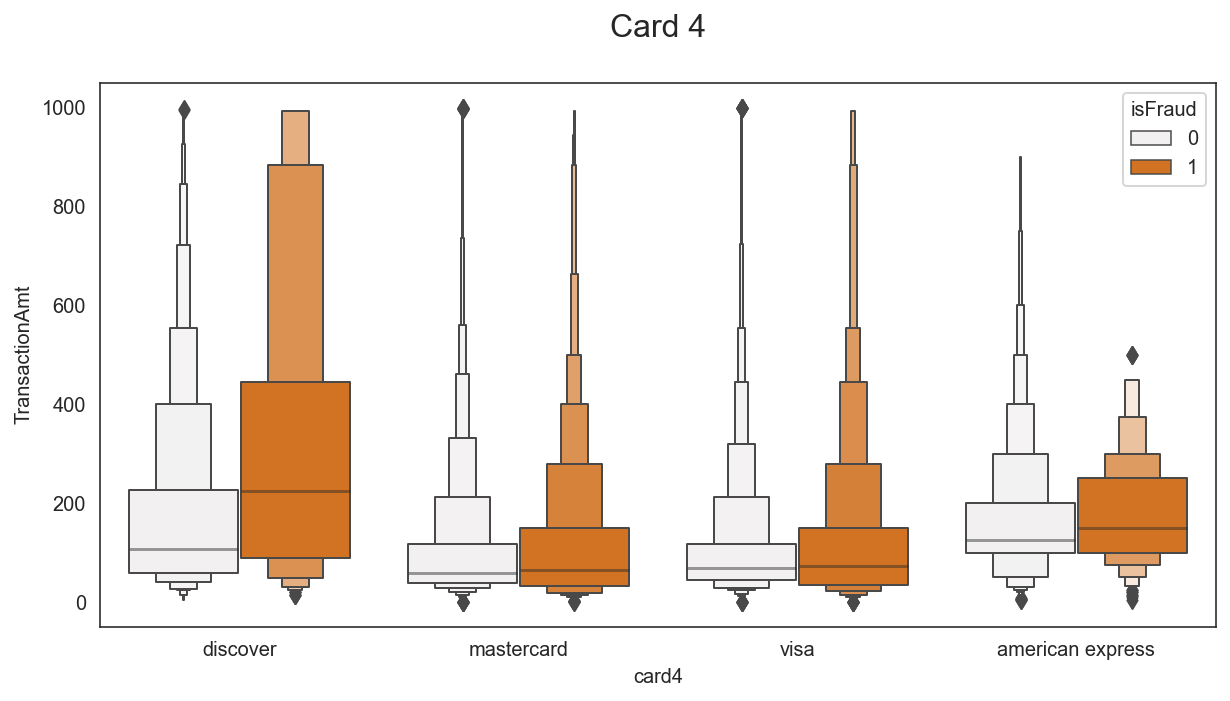 Card 4
1000
800
600
400
200
0
TransactionAmt
isFraud
0
1
discover
mastercard
visa
american express
card4